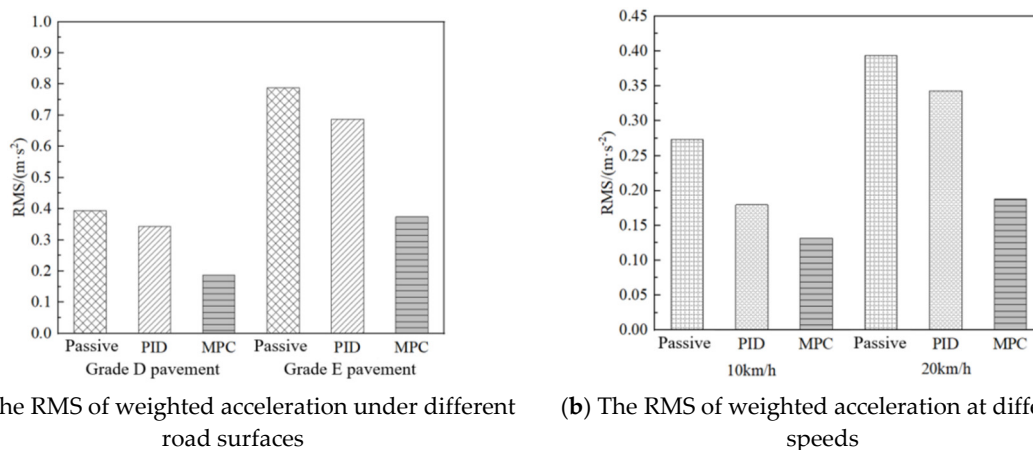 1.0
0.9
0.8
0.7
0.6
0.5
0.4
0.3
0.2
0.1
0.0
RMS/(m·s⁻²)
Passive PID MPC Passive PID MPC
Grade D pavement Grade E pavement
he RMS of weighted acceleration under different
road surfaces
0.45
0.40
0.35
0.30
0.25
0.20
0.15
0.10
0.05
0.00
RMS/(m·s⁻²)
Passive PID MPC Passive PID MPC
10km/h 20km/h
(b) The RMS of weighted acceleration at diffe
speeds